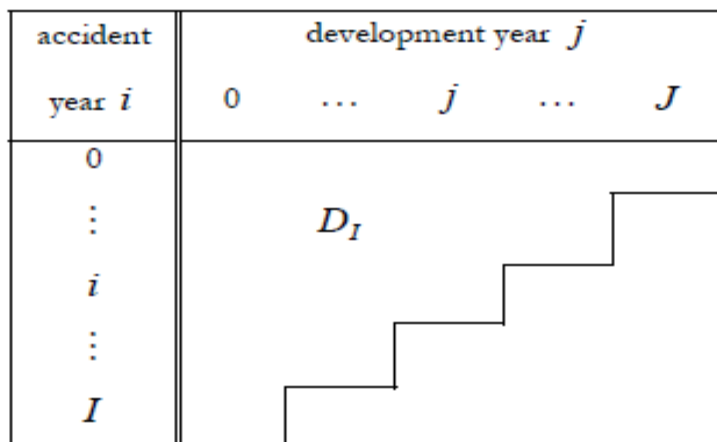 accident development year j
year i 0 ... j ... J
0
⋮ D_I
i
⋮
I